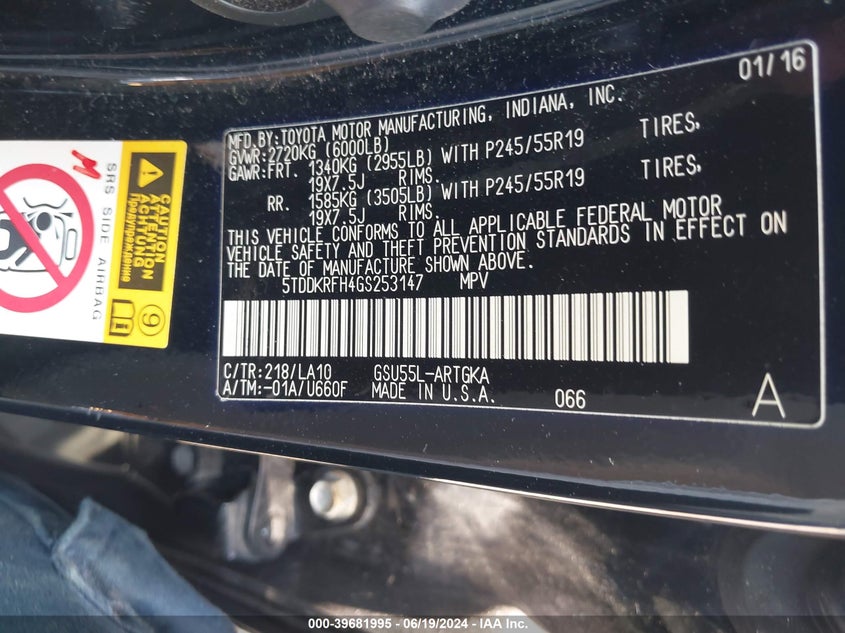 01/16
MFD.BY:TOYOTA MOTOR MANUFACTURING, INDIANA, INC.
GVWR:2720KG (6000LB)
GAWR:FRT. 1340KG (2955LB) WITH P245/55R19 TIRES,
19X7.5J RIMS.
RR. 1585KG (3505LB) WITH P245/55R19 TIRES,
19X7.5J RIMS.
THIS VEHICLE CONFORMS TO ALL APPLICABLE FEDERAL MOTOR
VEHICLE SAFETY AND THEFT PREVENTION STANDARDS IN EFFECT ON
THE DATE OF MANUFACTURE SHOWN ABOVE.
5TDDKRFH4GS253147 MPV
C/TR:218/LA10 GSU55L-ARTGKA
A/TM:-01A/U660F MADE IN U.S.A. 066
A
SRS SIDE AIRBAG
CAUTION
ATTENTION
ACHTUNG
Предупреждение
9
000-39681995 - 06/19/2024 - IAA Inc.